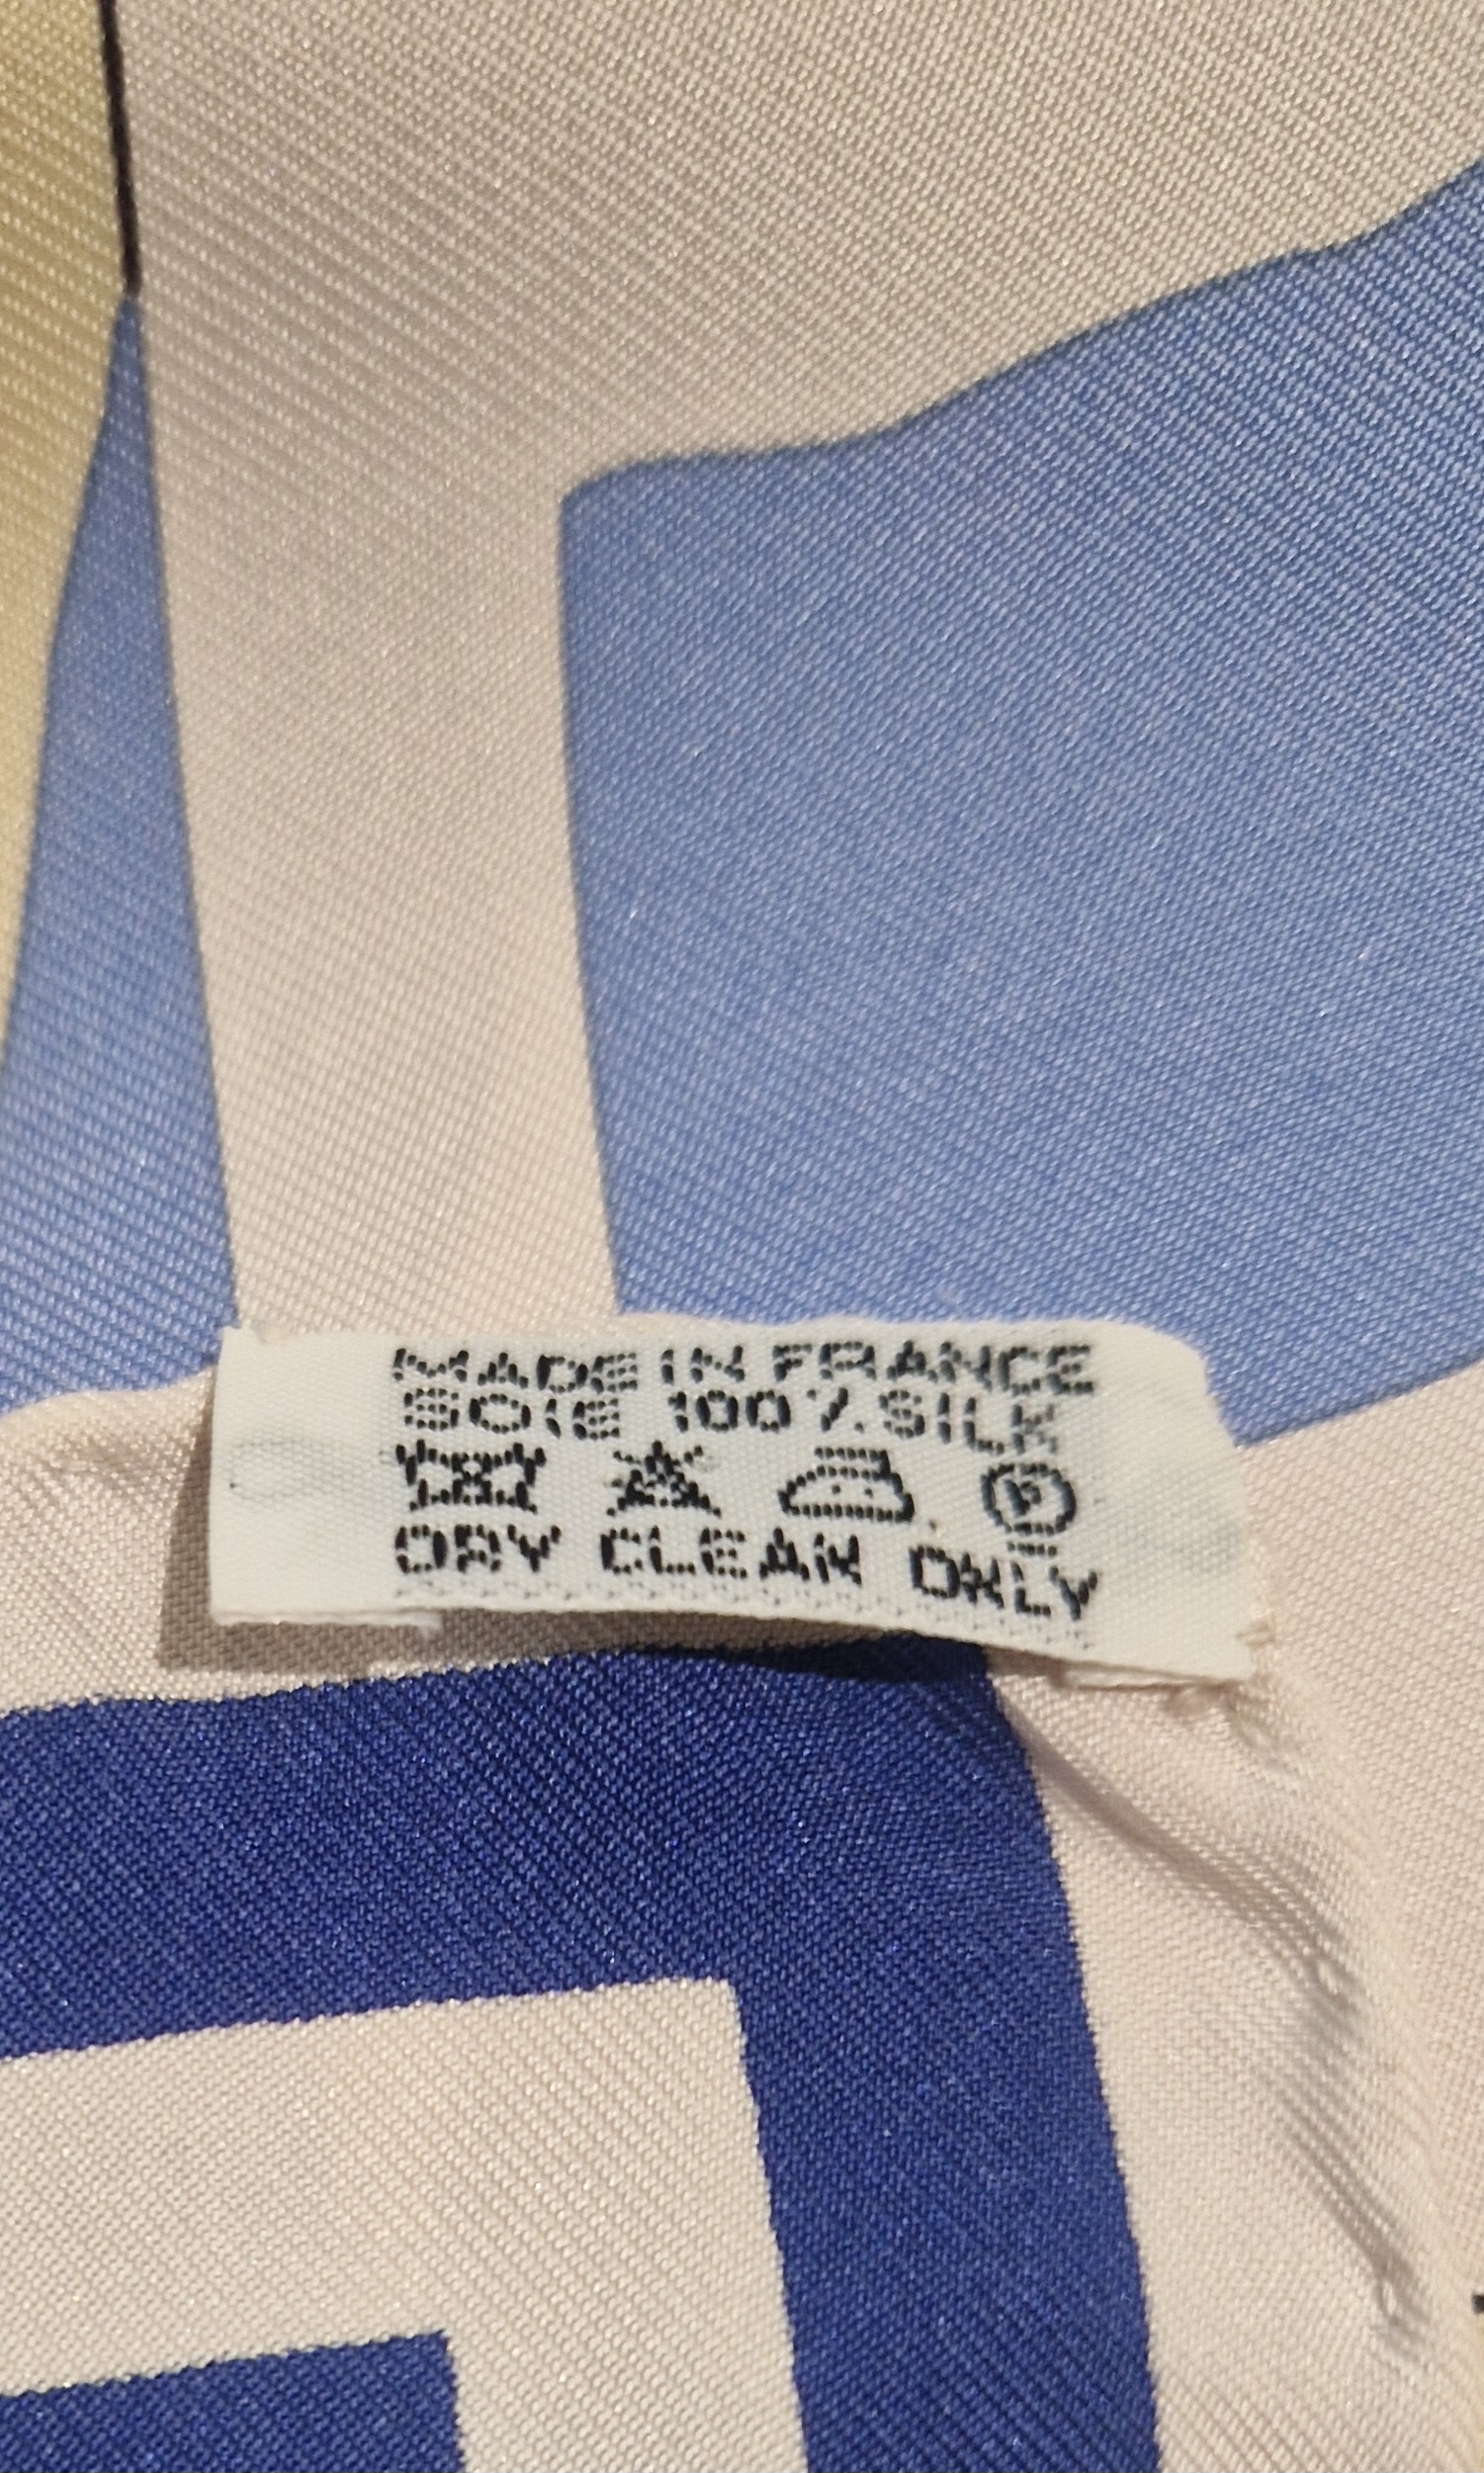 MADE IN FRANCE
SOIE 100% SILK
P
DRY CLEAN ONLY